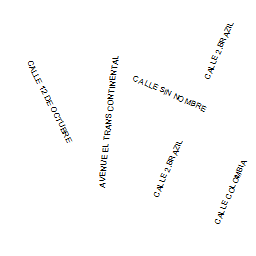 CALLE 2,BRAZIL
CALLE 12 DE OCTUBRE
AVENUE EL TRANS CONTINENTAL
CALLE SIN NOMBRE
CALLE 2,BRAZIL
CALLE COLOMBIA